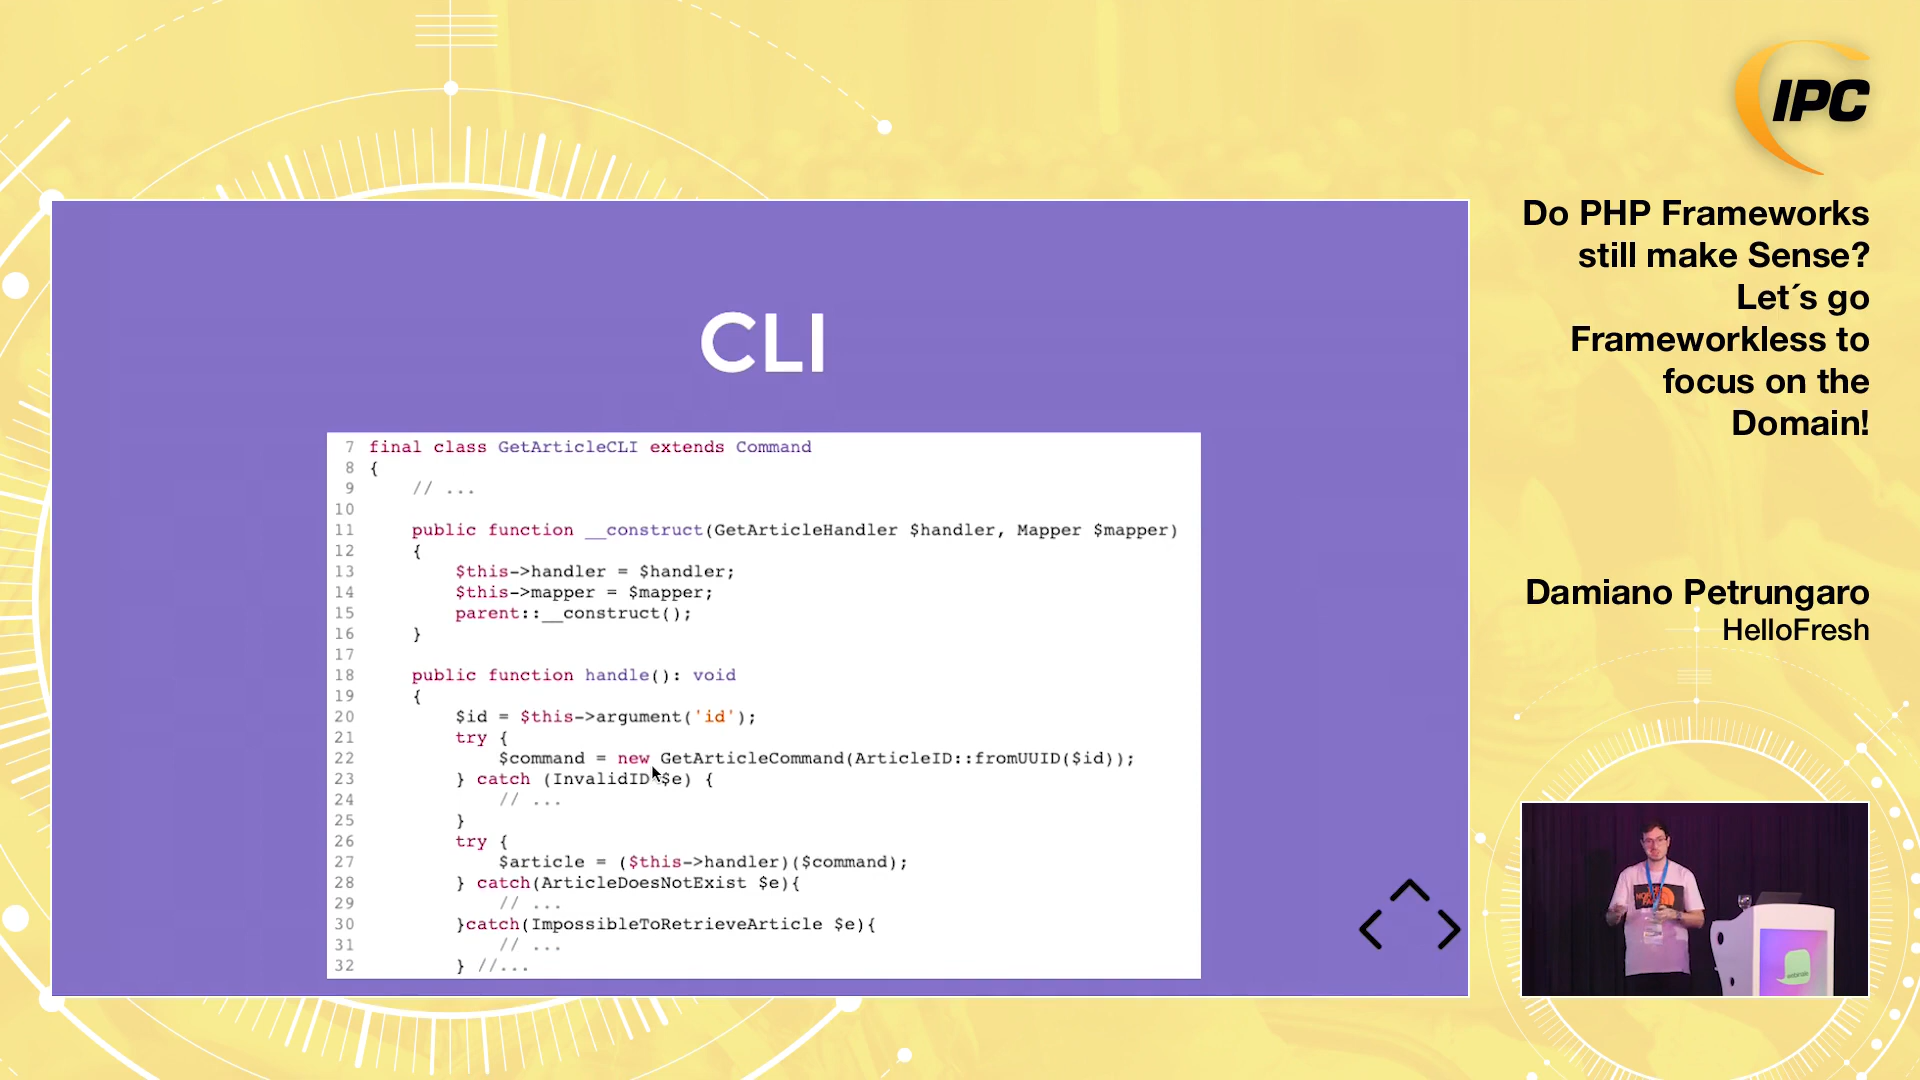 IPC
Do PHP Frameworks
still make Sense?
Let´s go
Frameworkless to
focus on the
Domain!
Damiano Petrungaro
HelloFresh
CLI
7 final class GetArticleCLI extends Command
8 {
9 // ...
10
11 public function __construct(GetArticleHandler $handler, Mapper $mapper)
12 {
13 $this->handler = $handler;
14 $this->mapper = $mapper;
15 parent::__construct();
16 }
17
18 public function handle(): void
19 {
20 $id = $this->argument('id');
21 try {
22 $command = new GetArticleCommand(ArticleID::fromUUID($id));
23 } catch (InvalidID $e) {
24 // ...
25 }
26 try {
27 $article = ($this->handler)($command);
28 } catch(ArticleDoesNotExist $e){
29 // ...
30 }catch(ImpossibleToRetrieveArticle $e){
31 // ...
32 } //...